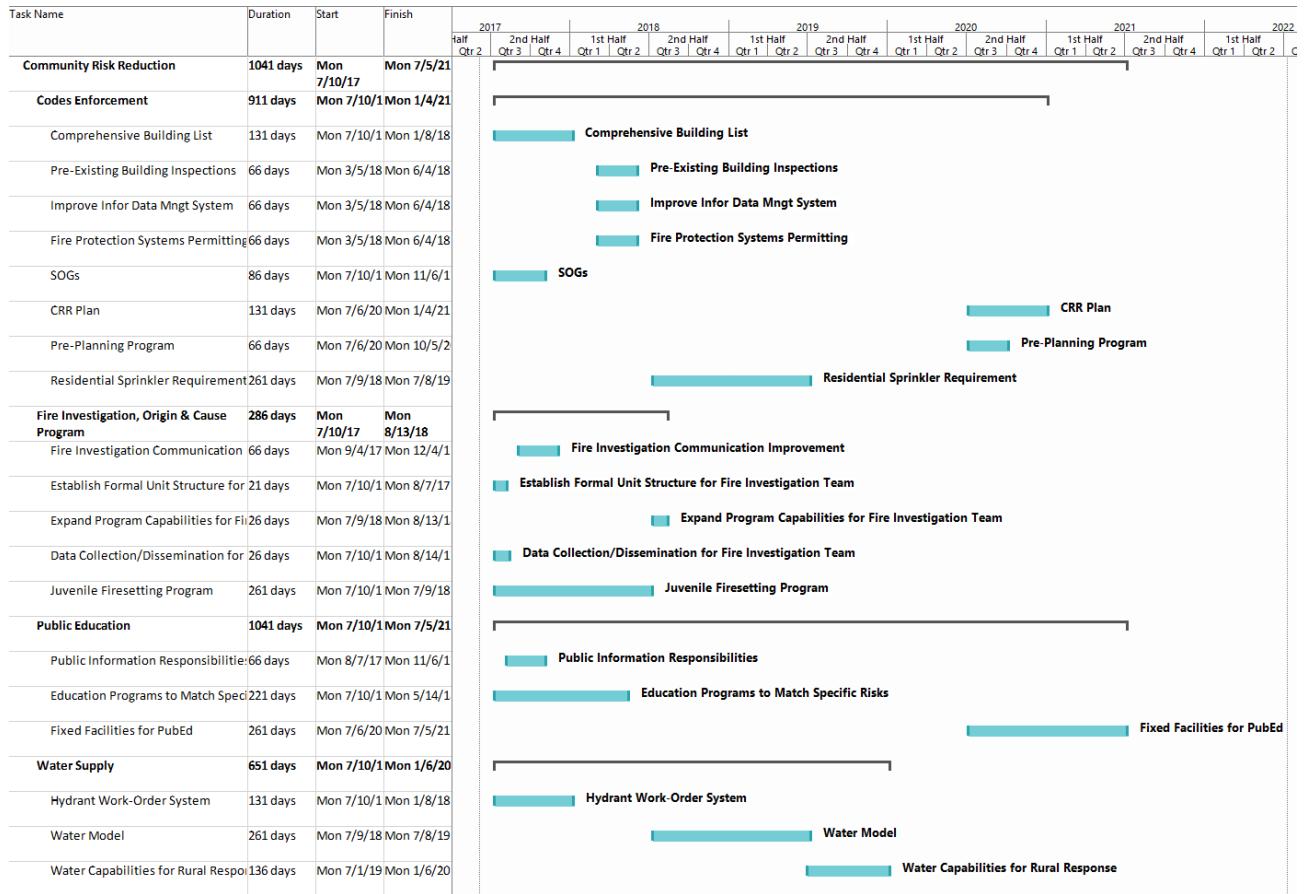 Task Name Duration Start Finish
2017 2018 2019 2020 2021 2022
Half 2nd Half 1st Half 2nd Half 1st Half 2nd Half 1st Half 2nd Half 1st Half 2nd Half 1st Half
Qtr 2 Qtr 3 Qtr 4 Qtr 1 Qtr 2 Qtr 3 Qtr 4 Qtr 1 Qtr 2 Qtr 3 Qtr 4 Qtr 1 Qtr 2 Qtr 3 Qtr 4 Qtr 1 Qtr 2 Qtr 3 Qtr 4 Qtr 1 Qtr 2 Q
Community Risk Reduction 1041 days Mon Mon 7/5/21
7/10/17
Codes Enforcement 911 days Mon 7/10/1 Mon 1/4/21
Comprehensive Building List 131 days Mon 7/10/1 Mon 1/8/18 Comprehensive Building List
Pre-Existing Building Inspections 66 days Mon 3/5/18 Mon 6/4/18 Pre-Existing Building Inspections
Improve Infor Data Mngt System 66 days Mon 3/5/18 Mon 6/4/18 Improve Infor Data Mngt System
Fire Protection Systems Permitting 66 days Mon 3/5/18 Mon 6/4/18 Fire Protection Systems Permitting
SOGs 86 days Mon 7/10/1 Mon 11/6/1 SOGs
CRR Plan 131 days Mon 7/6/20 Mon 1/4/21 CRR Plan
Pre-Planning Program 66 days Mon 7/6/20 Mon 10/5/2 Pre-Planning Program
Residential Sprinkler Requirement 261 days Mon 7/9/18 Mon 7/8/19 Residential Sprinkler Requirement
Fire Investigation, Origin & Cause 286 days Mon Mon
Program 7/10/17 8/13/18
Fire Investigation Communication 66 days Mon 9/4/17 Mon 12/4/1 Fire Investigation Communication Improvement
Establish Formal Unit Structure for 21 days Mon 7/10/1 Mon 8/7/17 Establish Formal Unit Structure for Fire Investigation Team
Expand Program Capabilities for Fi 26 days Mon 7/9/18 Mon 8/13/1 Expand Program Capabilities for Fire Investigation Team
Data Collection/Dissemination for 26 days Mon 7/10/1 Mon 8/14/1 Data Collection/Dissemination for Fire Investigation Team
Juvenile Firesetting Program 261 days Mon 7/10/1 Mon 7/9/18 Juvenile Firesetting Program
Public Education 1041 days Mon 7/10/1 Mon 7/5/21
Public Information Responsibilitie 66 days Mon 8/7/17 Mon 11/6/1 Public Information Responsibilities
Education Programs to Match Speci 221 days Mon 7/10/1 Mon 5/14/1 Education Programs to Match Specific Risks
Fixed Facilities for PubEd 261 days Mon 7/6/20 Mon 7/5/21 Fixed Facilities for PubEd
Water Supply 651 days Mon 7/10/1 Mon 1/6/20
Hydrant Work-Order System 131 days Mon 7/10/1 Mon 1/8/18 Hydrant Work-Order System
Water Model 261 days Mon 7/9/18 Mon 7/8/19 Water Model
Water Capabilities for Rural Respo 136 days Mon 7/1/19 Mon 1/6/20 Water Capabilities for Rural Response